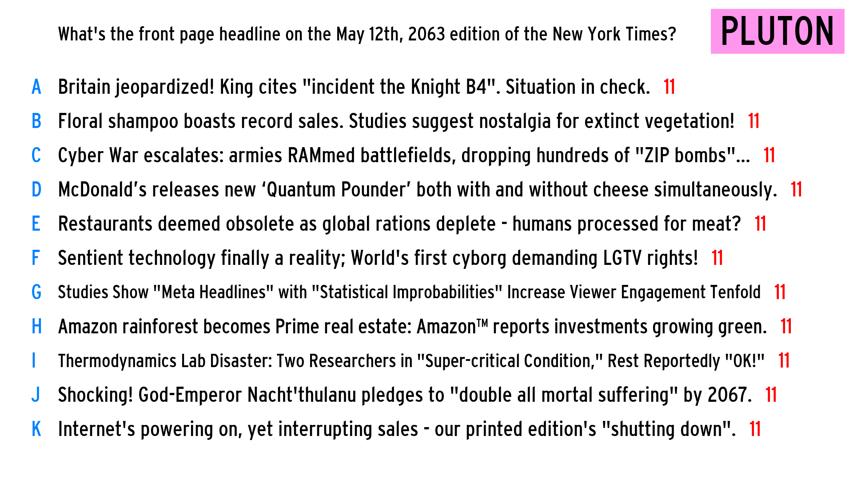 What's the front page headline on the May 12th, 2063 edition of the New York Times?
PLUTON
A Britain jeopardized! King cites "incident the Knight B4". Situation in check. 11
B Floral shampoo boasts record sales. Studies suggest nostalgia for extinct vegetation! 11
C Cyber War escalates: armies RAMmed battlefields, dropping hundreds of "ZIP bombs"... 11
D McDonald’s releases new ‘Quantum Pounder’ both with and without cheese simultaneously. 11
E Restaurants deemed obsolete as global rations deplete - humans processed for meat? 11
F Sentient technology finally a reality; World's first cyborg demanding LGTV rights! 11
G Studies Show "Meta Headlines" with "Statistical Improbabilities" Increase Viewer Engagement Tenfold 11
H Amazon rainforest becomes Prime real estate: Amazon™ reports investments growing green. 11
I Thermodynamics Lab Disaster: Two Researchers in "Super-critical Condition," Rest Reportedly "OK!" 11
J Shocking! God-Emperor Nacht'thulanu pledges to "double all mortal suffering" by 2067. 11
K Internet's powering on, yet interrupting sales - our printed edition's "shutting down". 11